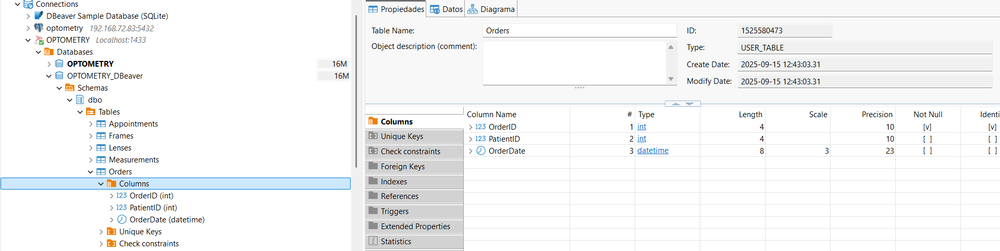 Connections
DBeaver Sample Database (SQLite)
optometry 192.168.72.83:5432
OPTOMETRY Localhost:1433
Databases
OPTOMETRY 16M
OPTOMETRY_DBeaver 16M
Schemas
dbo
Tables
Appointments
Frames
Lenses
Measurements
Orders
Columns
123 OrderID (int)
123 PatientID (int)
OrderDate (datetime)
Unique Keys
Check constraints
Propiedades Datos Diagrama
Table Name: Orders
Object description (comment):
ID: 1525580473
Type: USER_TABLE
Create Date: 2025-09-15 12:43:03.31
Modify Date: 2025-09-15 12:43:03.31
Columns
Unique Keys
Check constraints
Foreign Keys
Indexes
References
Triggers
Extended Properties
Statistics
Column Name # Type Length Scale Precision Not Null Identi
123 OrderID 1 int 4 10 [v] [v]
123 PatientID 2 int 4 10 [ ] [ ]
OrderDate 3 datetime 8 3 23 [ ] [ ]